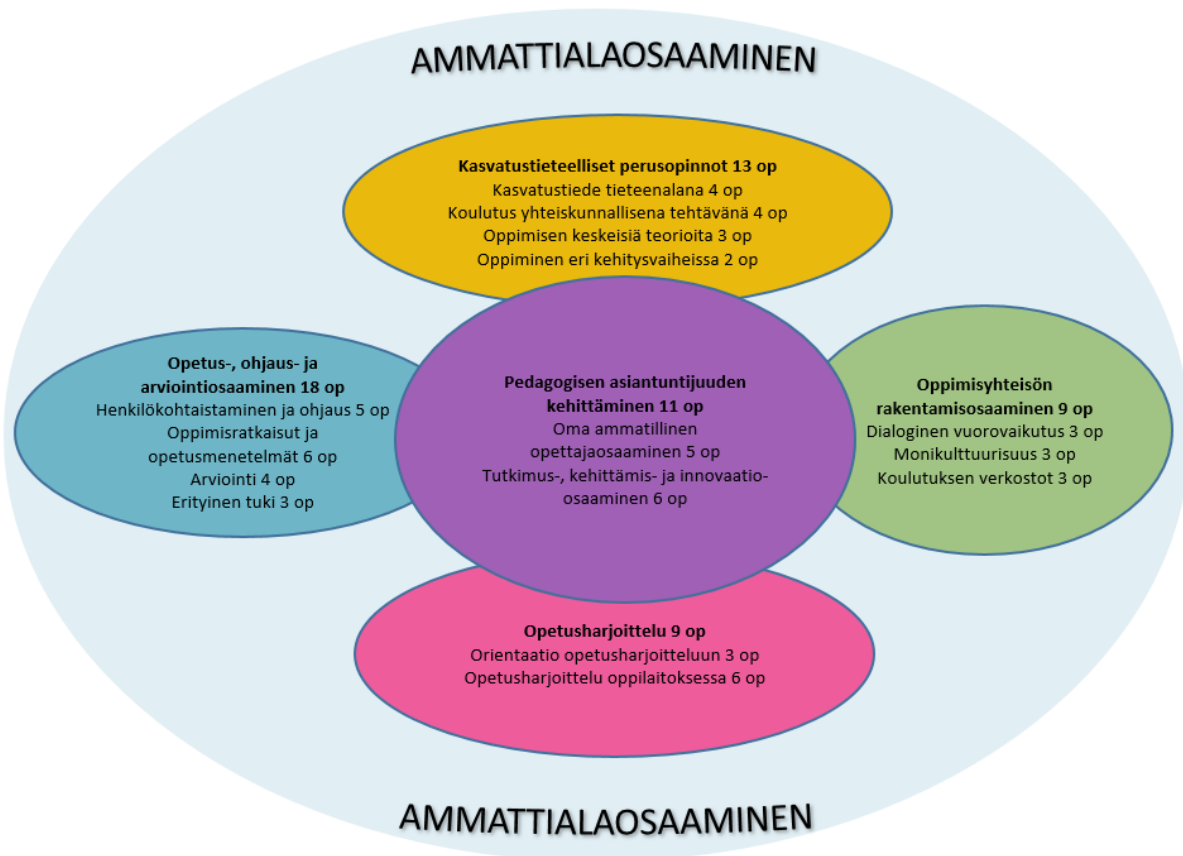 AMMATTIALAOSAAMINEN
Kasvatustieteelliset perusopinnot 13 op
Kasvatustiede tieteenalana 4 op
Koulutus yhteiskunnallisena tehtävänä 4 op
Oppimisen keskeisiä teorioita 3 op
Oppiminen eri kehitysvaiheissa 2 op
Opetus-, ohjaus- ja
arviointiosaaminen 18 op
Henkilökohtaistaminen ja ohjaus 5 op
Oppimisratkaisut ja
opetusmenetelmät 6 op
Arviointi 4 op
Erityinen tuki 3 op
Pedagogisen asiantuntijuuden
kehittäminen 11 op
Oma ammatillinen
opettajaosaaminen 5 op
Tutkimus-, kehittämis- ja innovaatio-
osaaminen 6 op
Oppimisyhteisön
rakentamisosaaminen 9 op
Dialoginen vuorovaikutus 3 op
Monikulttuurisuus 3 op
Koulutuksen verkostot 3 op
Opetusharjoittelu 9 op
Orientaatio opetusharjoitteluun 3 op
Opetusharjoittelu oppilaitoksessa 6 op
AMMATTIALAOSAAMINEN